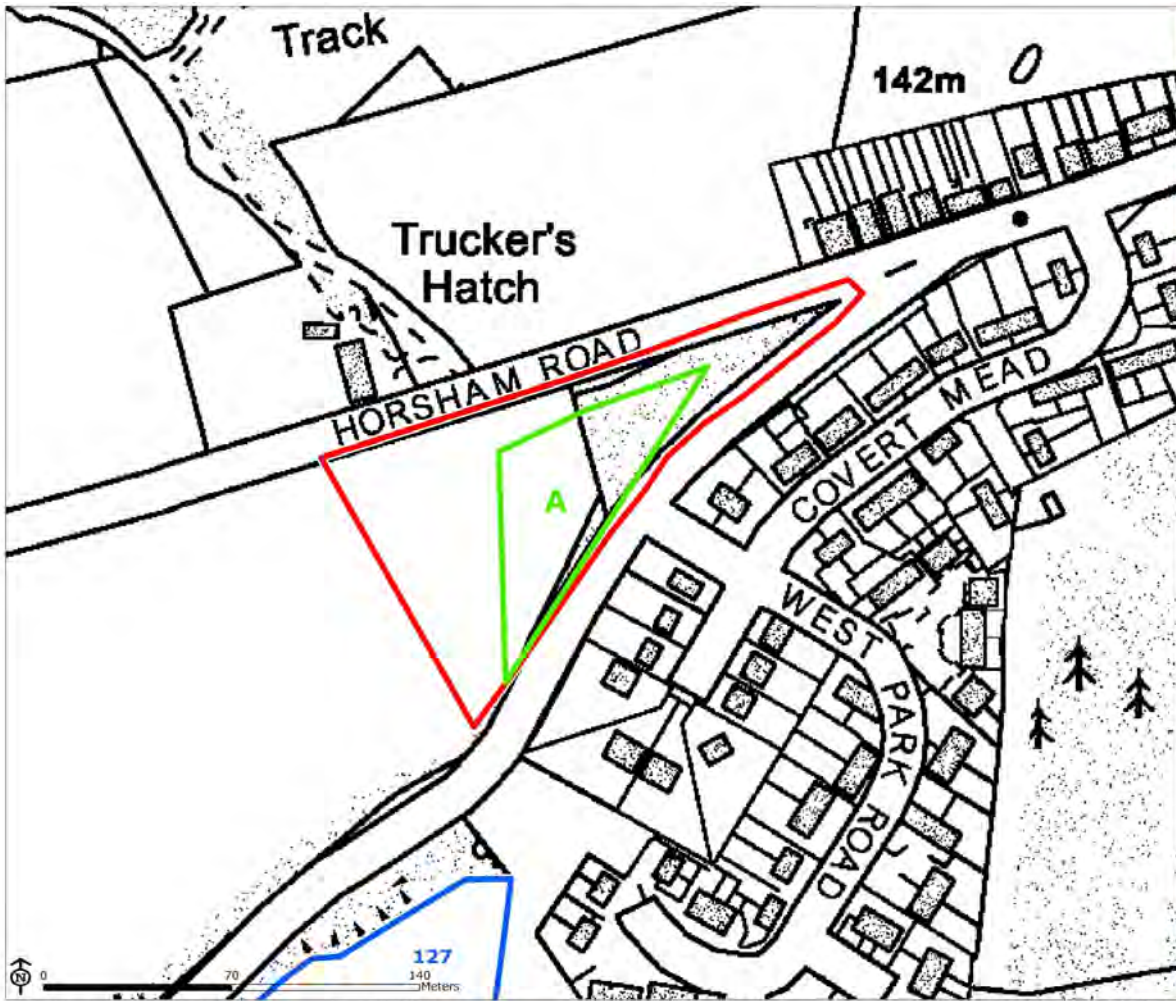 Track
142m
Trucker's
Hatch
HORSHAM ROAD
COVERT MEAD
A
WEST PARK ROAD
127
N
0 70 140
Meters